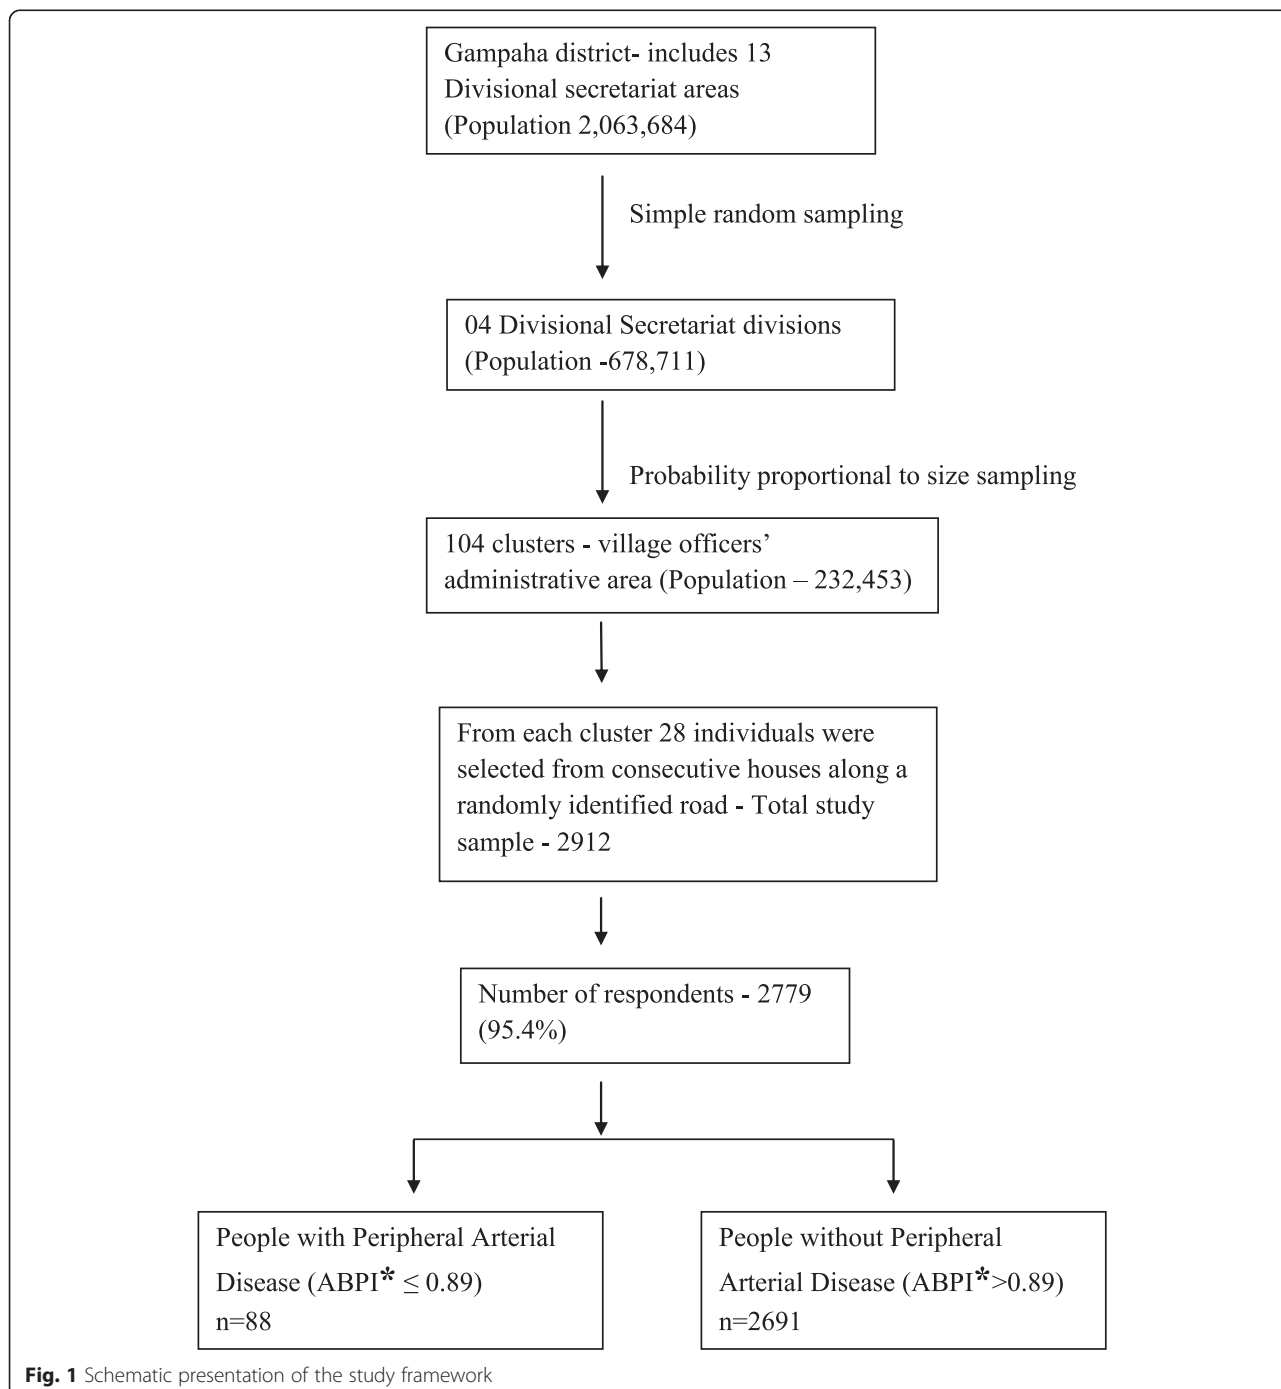 Gampaha district- includes 13
Divisional secretariat areas
(Population 2,063,684)
Simple random sampling
04 Divisional Secretariat divisions
(Population -678,711)
Probability proportional to size sampling
104 clusters - village officers’
administrative area (Population – 232,453)
From each cluster 28 individuals were
selected from consecutive houses along a
randomly identified road - Total study
sample - 2912
Number of respondents - 2779
(95.4%)
People with Peripheral Arterial
Disease (ABPI* ≤ 0.89)
n=88
People without Peripheral
Arterial Disease (ABPI*>0.89)
n=2691
Fig. 1 Schematic presentation of the study framework